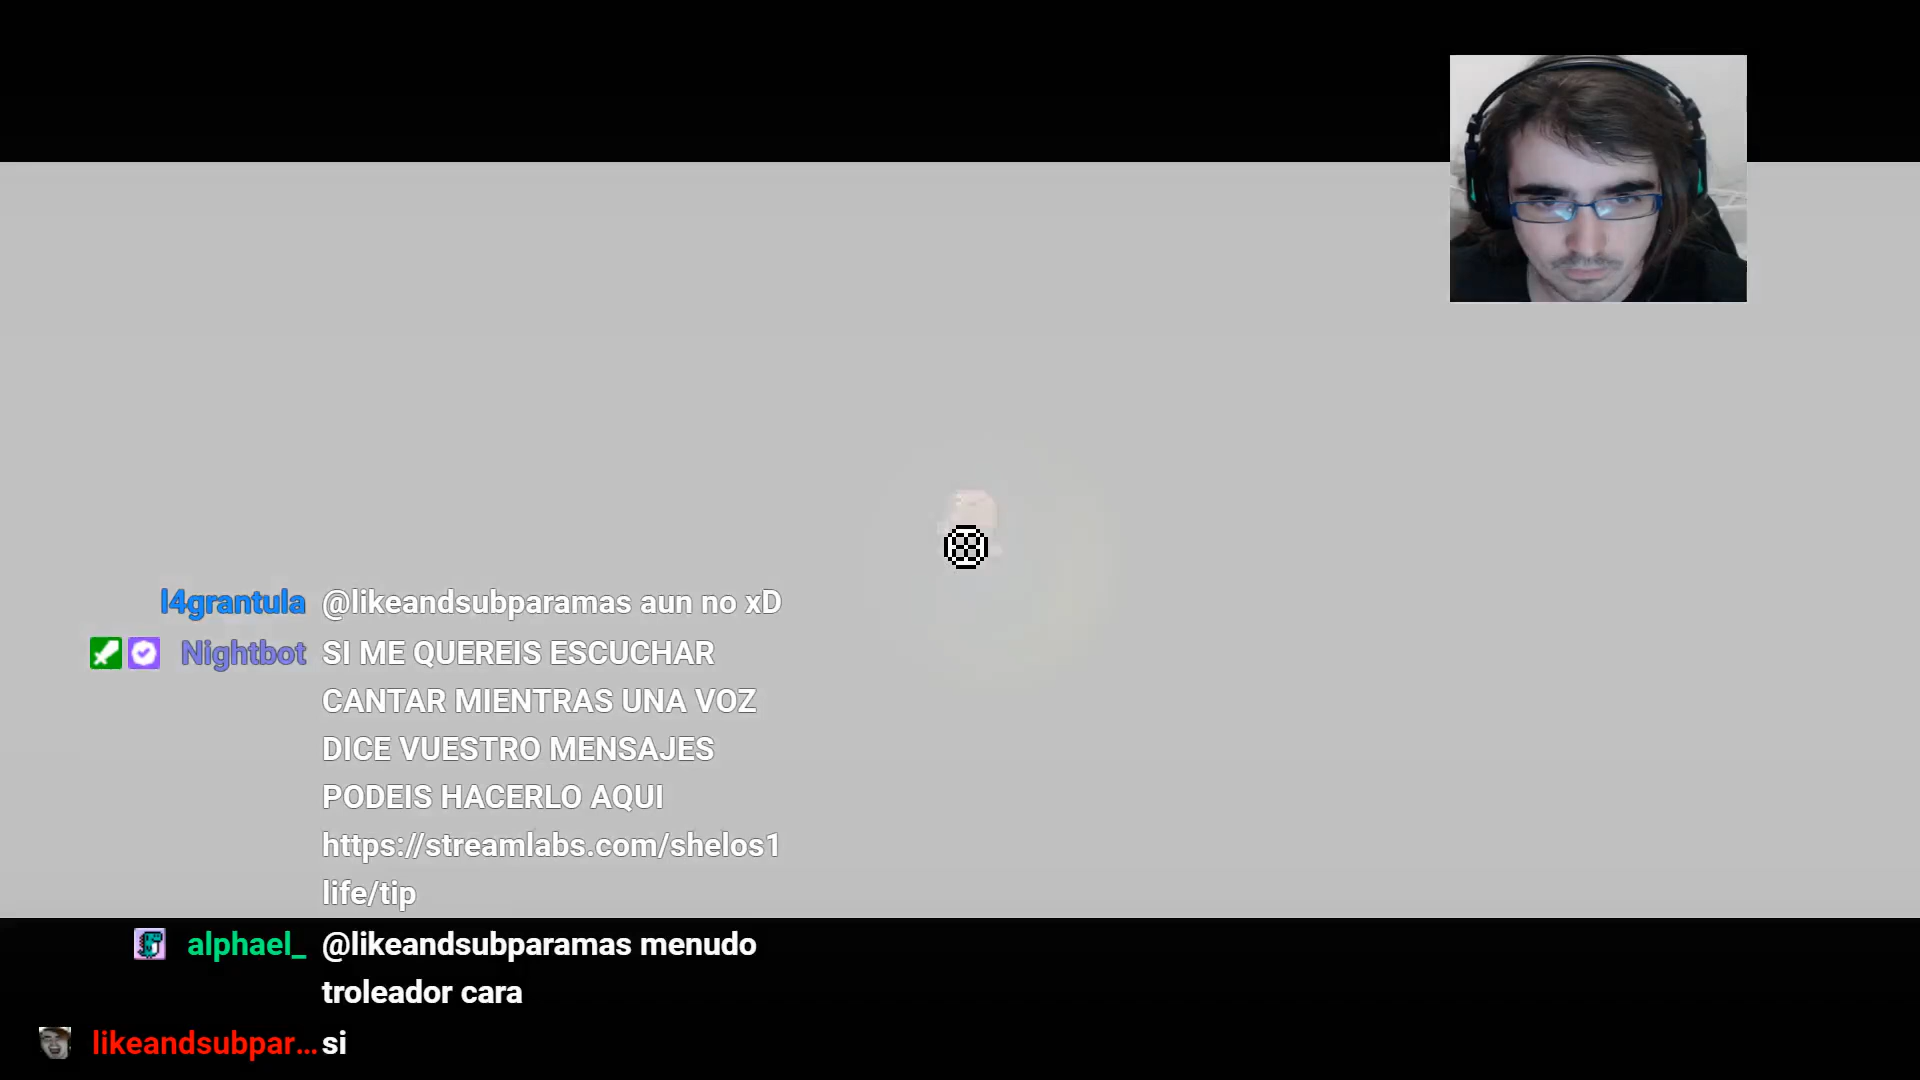 l4grantula @likeandsubparamas aun no xD
Nightbot SI ME QUEREIS ESCUCHAR
CANTAR MIENTRAS UNA VOZ
DICE VUESTRO MENSAJES
PODEIS HACERLO AQUI
https://streamlabs.com/shelos1
life/tip
alphael_ @likeandsubparamas menudo
troleador cara
likeandsubpar... si